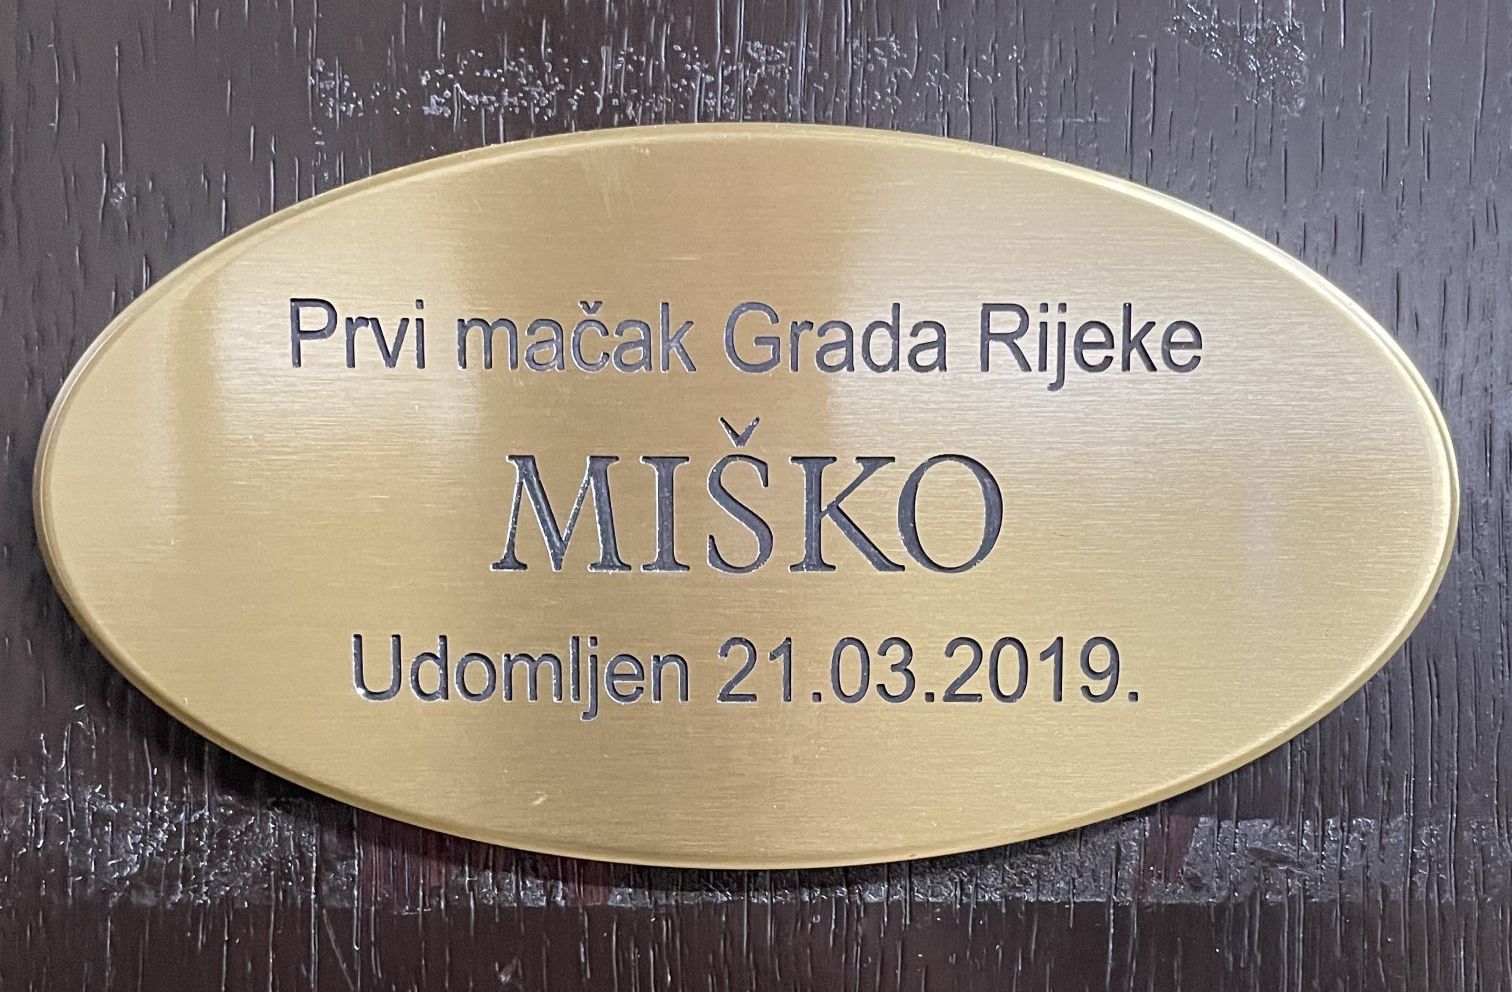 Prvi mačak Grada Rijeke
MIŠKO
Udomljen 21.03.2019.